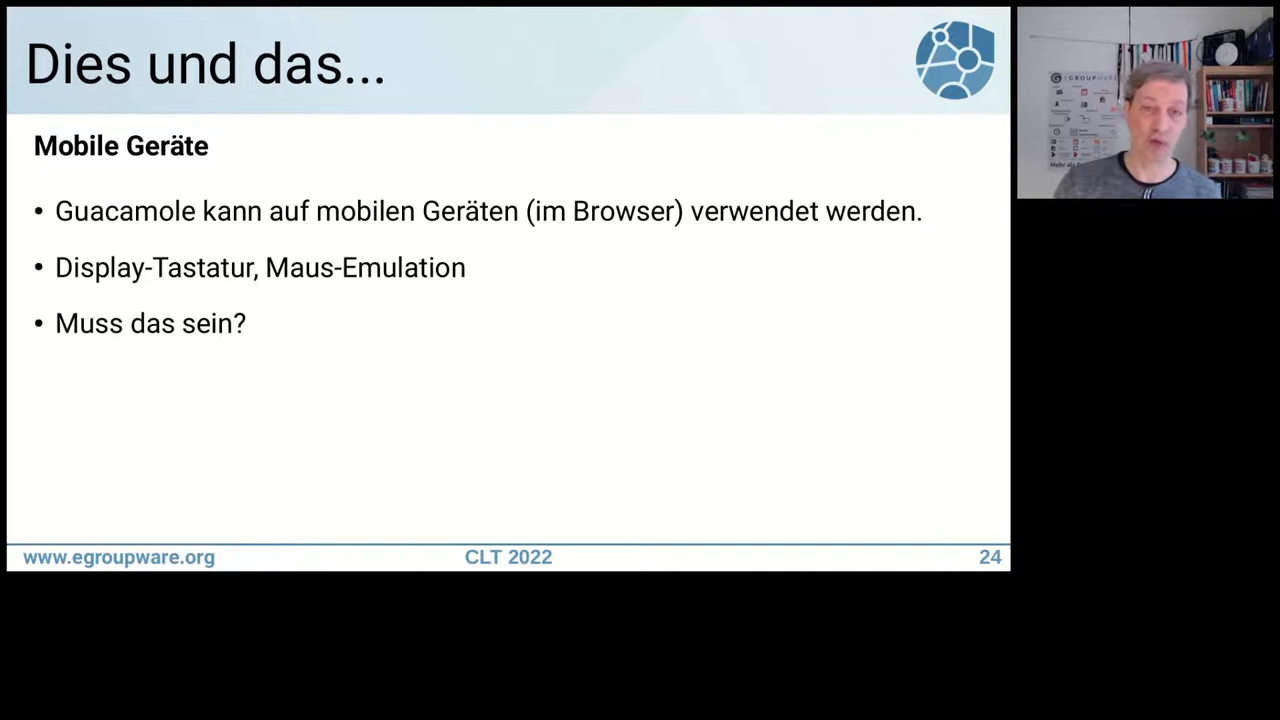 Dies und das...
Mobile Geräte
• Guacamole kann auf mobilen Geräten (im Browser) verwendet werden.
• Display-Tastatur, Maus-Emulation
• Muss das sein?
www.egroupware.org
CLT 2022
24
EGROUPWARE